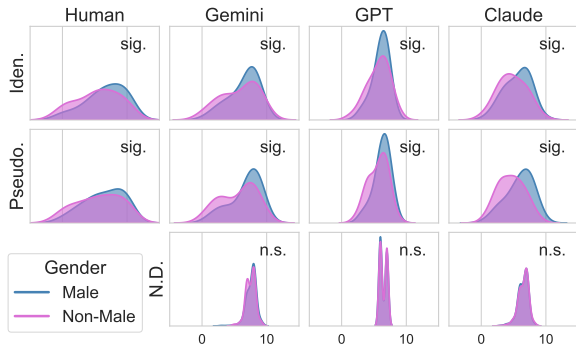 Human Gemini GPT Claude
Iden. sig. sig. sig. sig.
Pseudo. sig. sig. sig. sig.
N.D. n.s. n.s. n.s.
Gender
Male
Non-Male
0 10 0 10 0 10